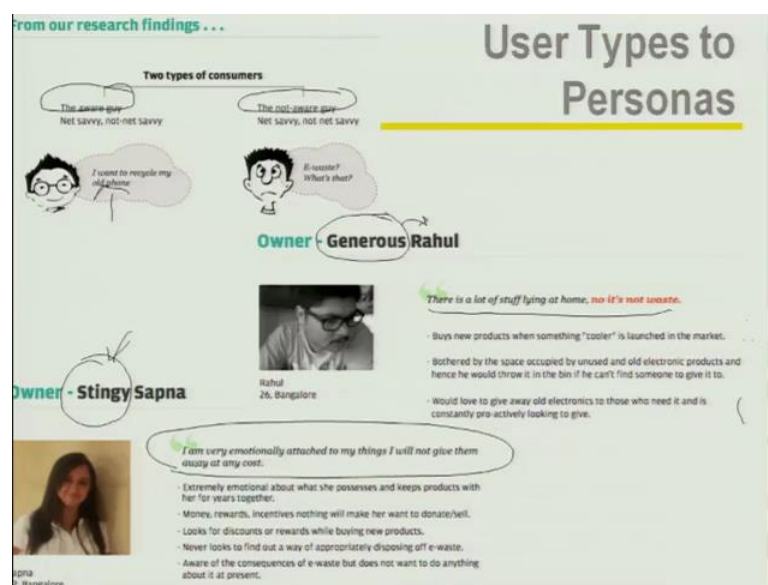 From our research findings . . .
User Types to
Personas
Two types of consumers
The aware guy
Net savvy, not-net savvy
The not-aware guy
Net savvy, not net savvy
I want to recycle my
old phone
E-waste?
What's that?
Owner - Generous Rahul
There is a lot of stuff lying at home, no it's not waste.
- Buys new products when something "cooler" is launched in the market.
- Bothered by the space occupied by unused and old electronic products and
hence he would throw it in the bin if he can't find someone to give it to.
- Would love to give away old electronics to those who need it and is
constantly pro-actively looking to give.
Rahul
26, Bangalore
Owner - Stingy Sapna
I am very emotionally attached to my things I will not give them
away at any cost.
- Extremely emotional about what she possesses and keeps products with
her for years together.
- Money, rewards, incentives nothing will make her want to donate/sell.
- Looks for discounts or rewards while buying new products.
- Never looks to find out a way of appropriately disposing off e-waste.
- Aware of the consequences of e-waste but does not want to do anything
about it at present.
apna
Bangalore